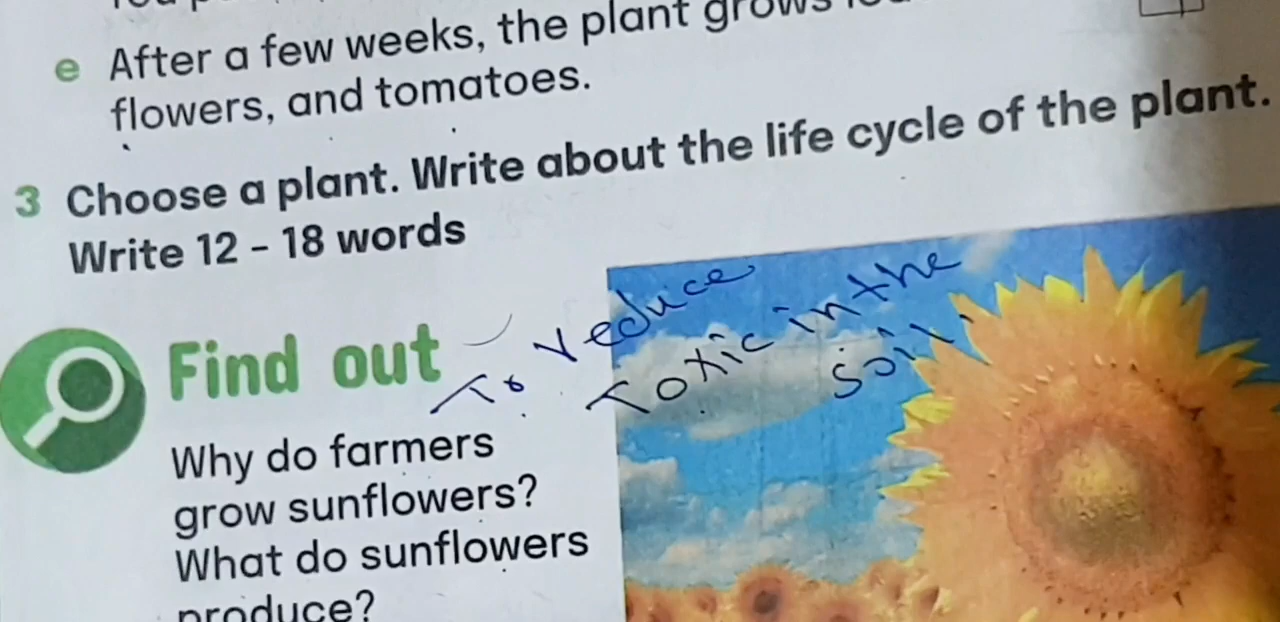 e After a few weeks, the plant grows
flowers, and tomatoes.
3 Choose a plant. Write about the life cycle of the plant.
Write 12 - 18 words
Find out
To reduce
Toxic in the
soil.
Why do farmers
grow sunflowers?
What do sunflowers
produce?